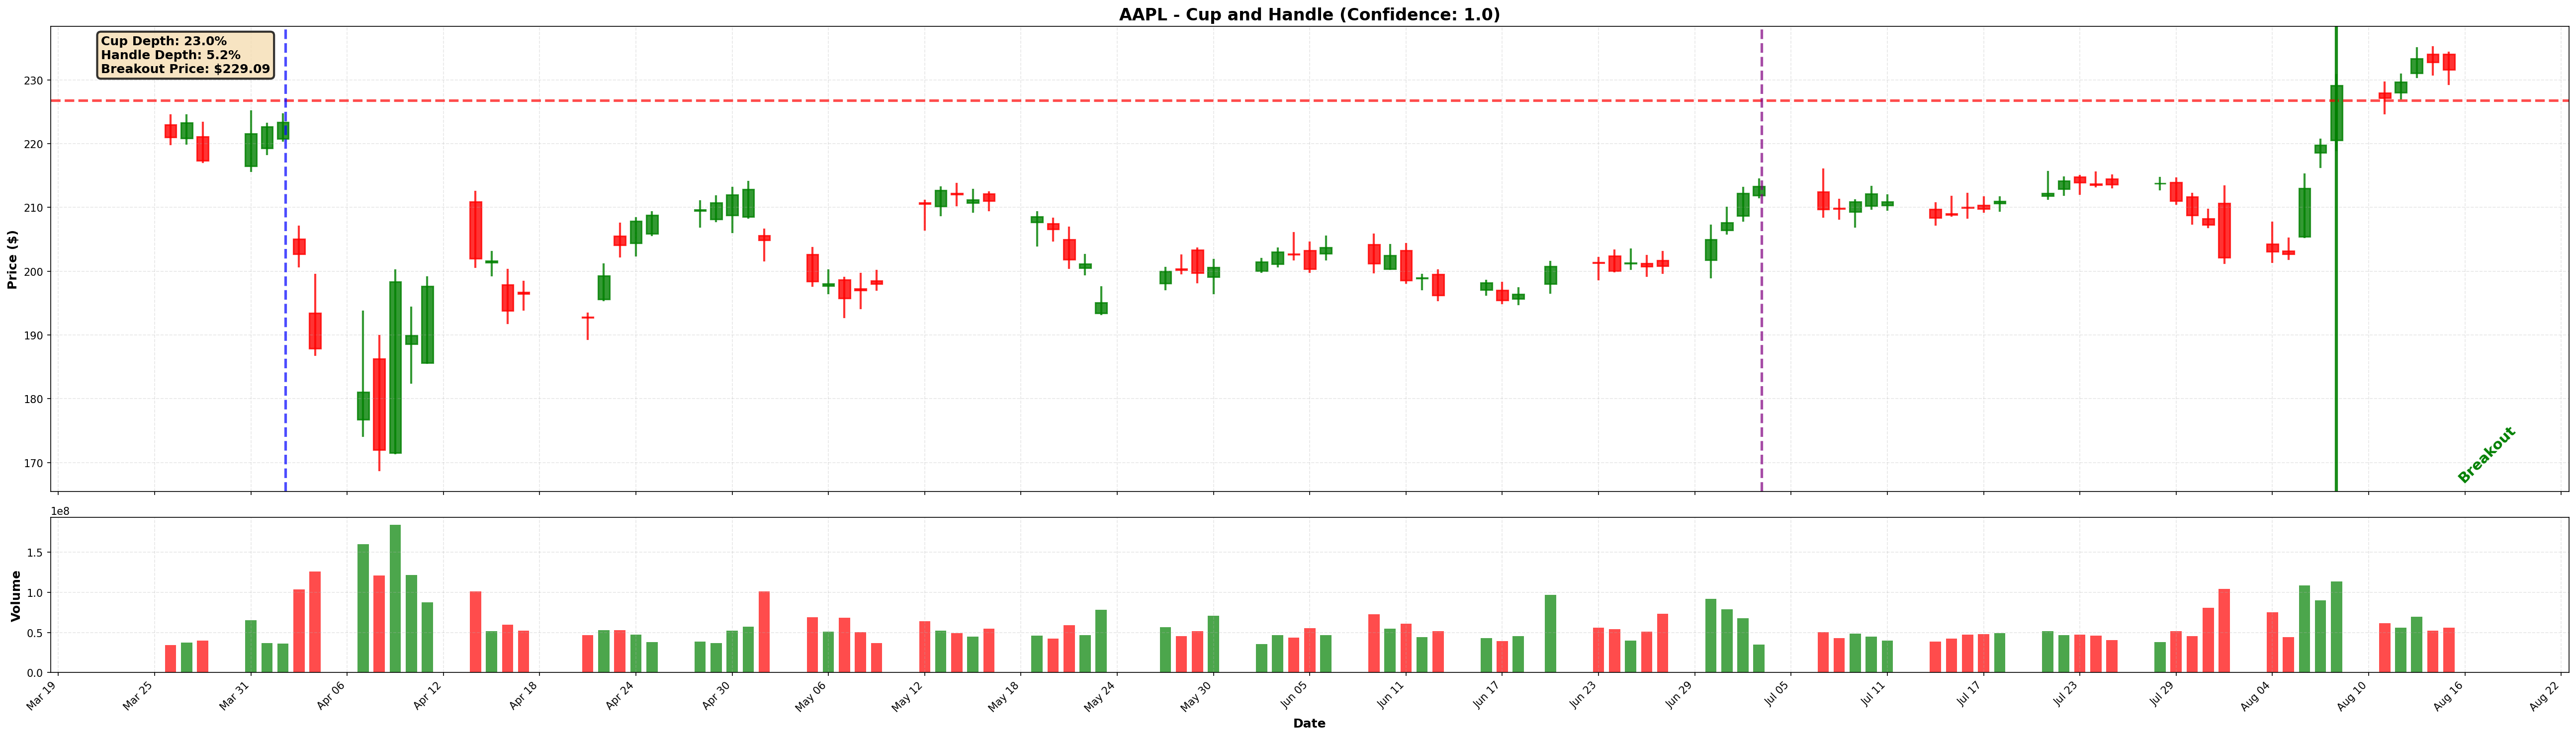 AAPL - Cup and Handle (Confidence: 1.0)
Cup Depth: 23.0%
Handle Depth: 5.2%
Breakout Price: $229.09
Price ($)
230
220
210
200
190
180
170
Breakout
1e8
Volume
1.5
1.0
0.5
0.0
Mar 19
Mar 25
Mar 31
Apr 06
Apr 12
Apr 18
Apr 24
Apr 30
May 06
May 12
May 18
May 24
May 30
Jun 05
Jun 11
Jun 17
Jun 23
Jun 29
Jul 05
Jul 11
Jul 17
Jul 23
Jul 29
Aug 04
Aug 10
Aug 16
Aug 22
Date